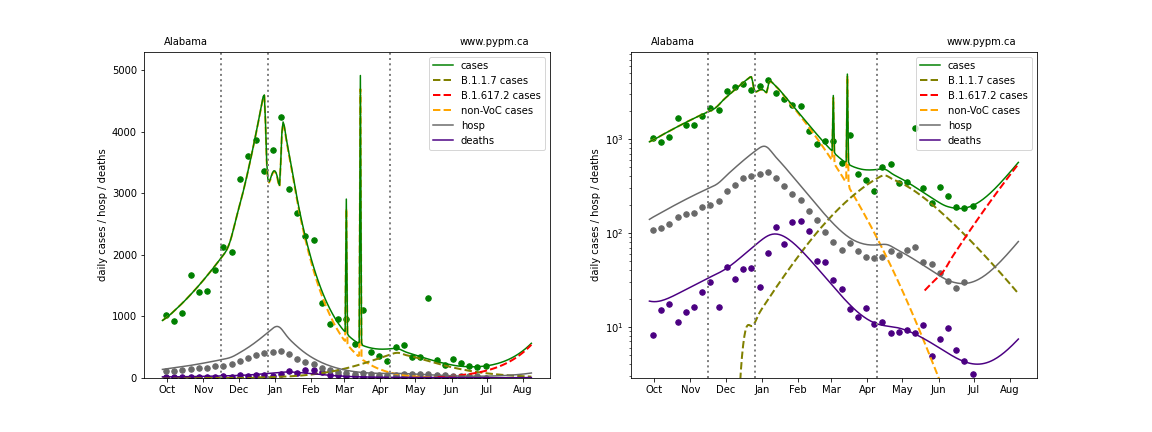 Alabama
www.pypm.ca
daily cases / hosp / deaths
5000
4000
3000
2000
1000
0
Oct Nov Dec Jan Feb Mar Apr May Jun Jul Aug
cases
B.1.1.7 cases
B.1.617.2 cases
non-VoC cases
hosp
deaths
Alabama
www.pypm.ca
daily cases / hosp / deaths
10³
10²
10¹
Oct Nov Dec Jan Feb Mar Apr May Jun Jul Aug
cases
B.1.1.7 cases
B.1.617.2 cases
non-VoC cases
hosp
deaths